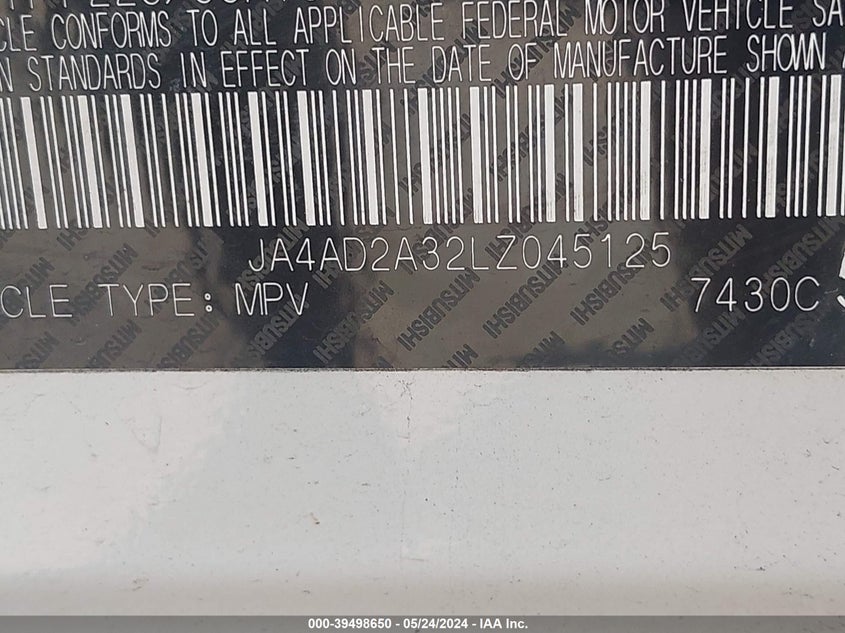 CLE CONFORMS TO ALL APPLICABLE FEDERAL MOTOR VEHICLE SA
N STANDARDS IN EFFECT ON THE DATE OF MANUFACTURE SHOWN A
JA4AD2A32LZ045125
CLE TYPE: MPV 7430C
MITSUBISHI
000-39498650 - 05/24/2024 - IAA Inc.